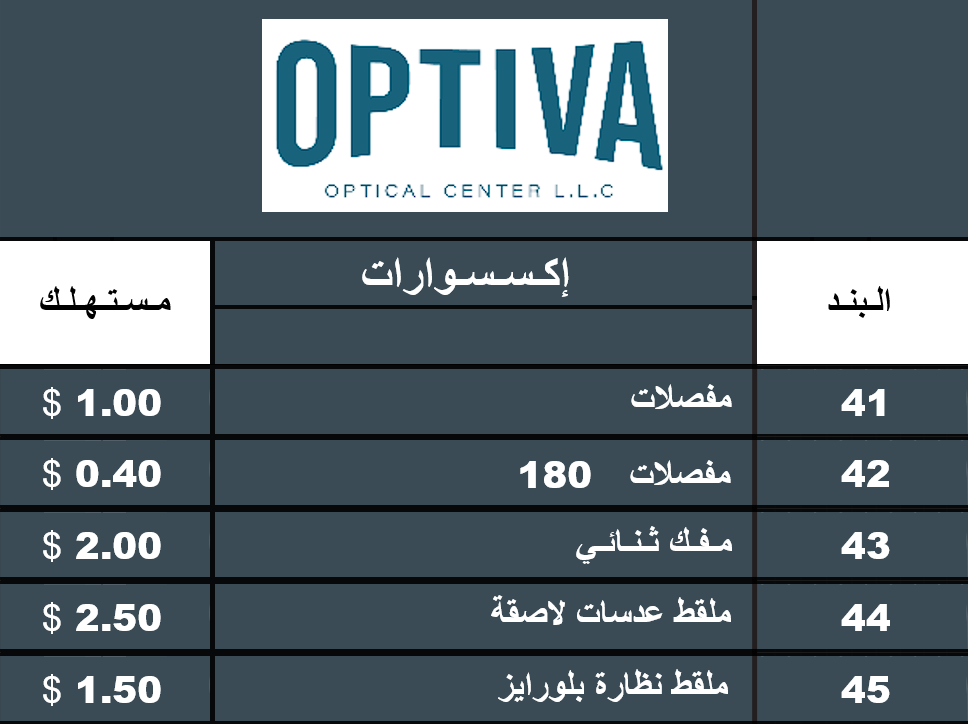 OPTIVA
OPTICAL CENTER L.L.C
البند إكسسوارات مستهلك
41 مفصلات $ 1.00
42 مفصلات 180 $ 0.40
43 مفك ثنائي $ 2.00
44 ملقط عدسات لاصقة $ 2.50
45 ملقط نظارة بلورايز $ 1.50